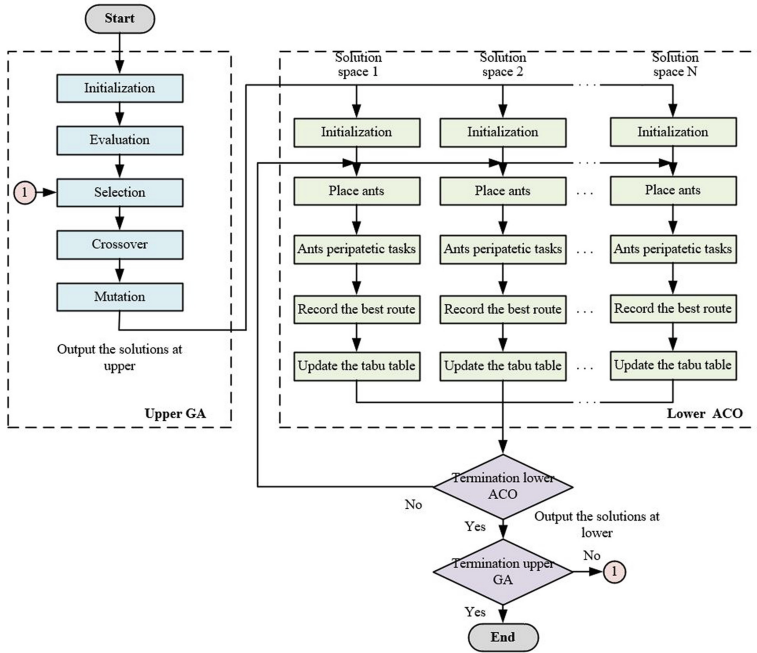 Start
Initialization
Evaluation
1
Selection
Crossover
Mutation
Output the solutions at
upper
Upper GA
Solution
space 1
Solution
space 2
Solution
space N
. . .
Initialization
Initialization
Initialization
. . .
Place ants
Place ants
. . .
Place ants
Ants peripatetic tasks
Ants peripatetic tasks
. . .
Ants peripatetic tasks
Record the best route
Record the best route
. . .
Record the best route
Update the tabu table
Update the tabu table
. . .
Update the tabu table
. . .
Lower ACO
Termination lower
ACO
No
Yes
Output the solutions at
lower
Termination upper
GA
No
1
Yes
End